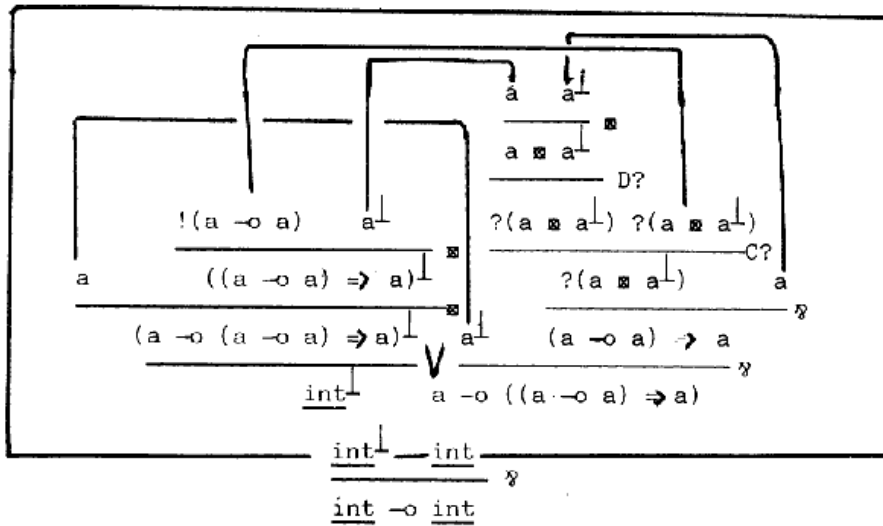 a a⊥
⊠
a ⊠ a⊥
D?
!(a ⊸ a) a⊥ ?(a ⊠ a⊥) ?(a ⊠ a⊥)
⊠ C?
a ((a ⊸ a) ⇒ a)⊥ ?(a ⊠ a⊥) a
⊠ ⅋
(a ⊸ (a ⊸ a) ⇒ a)⊥ a⊥ (a ⊸ a) ⇒ a
V ⅋
int⊥ a ⊸ ((a ⊸ a) ⇒ a)
int⊥ int
⅋
int ⊸ int